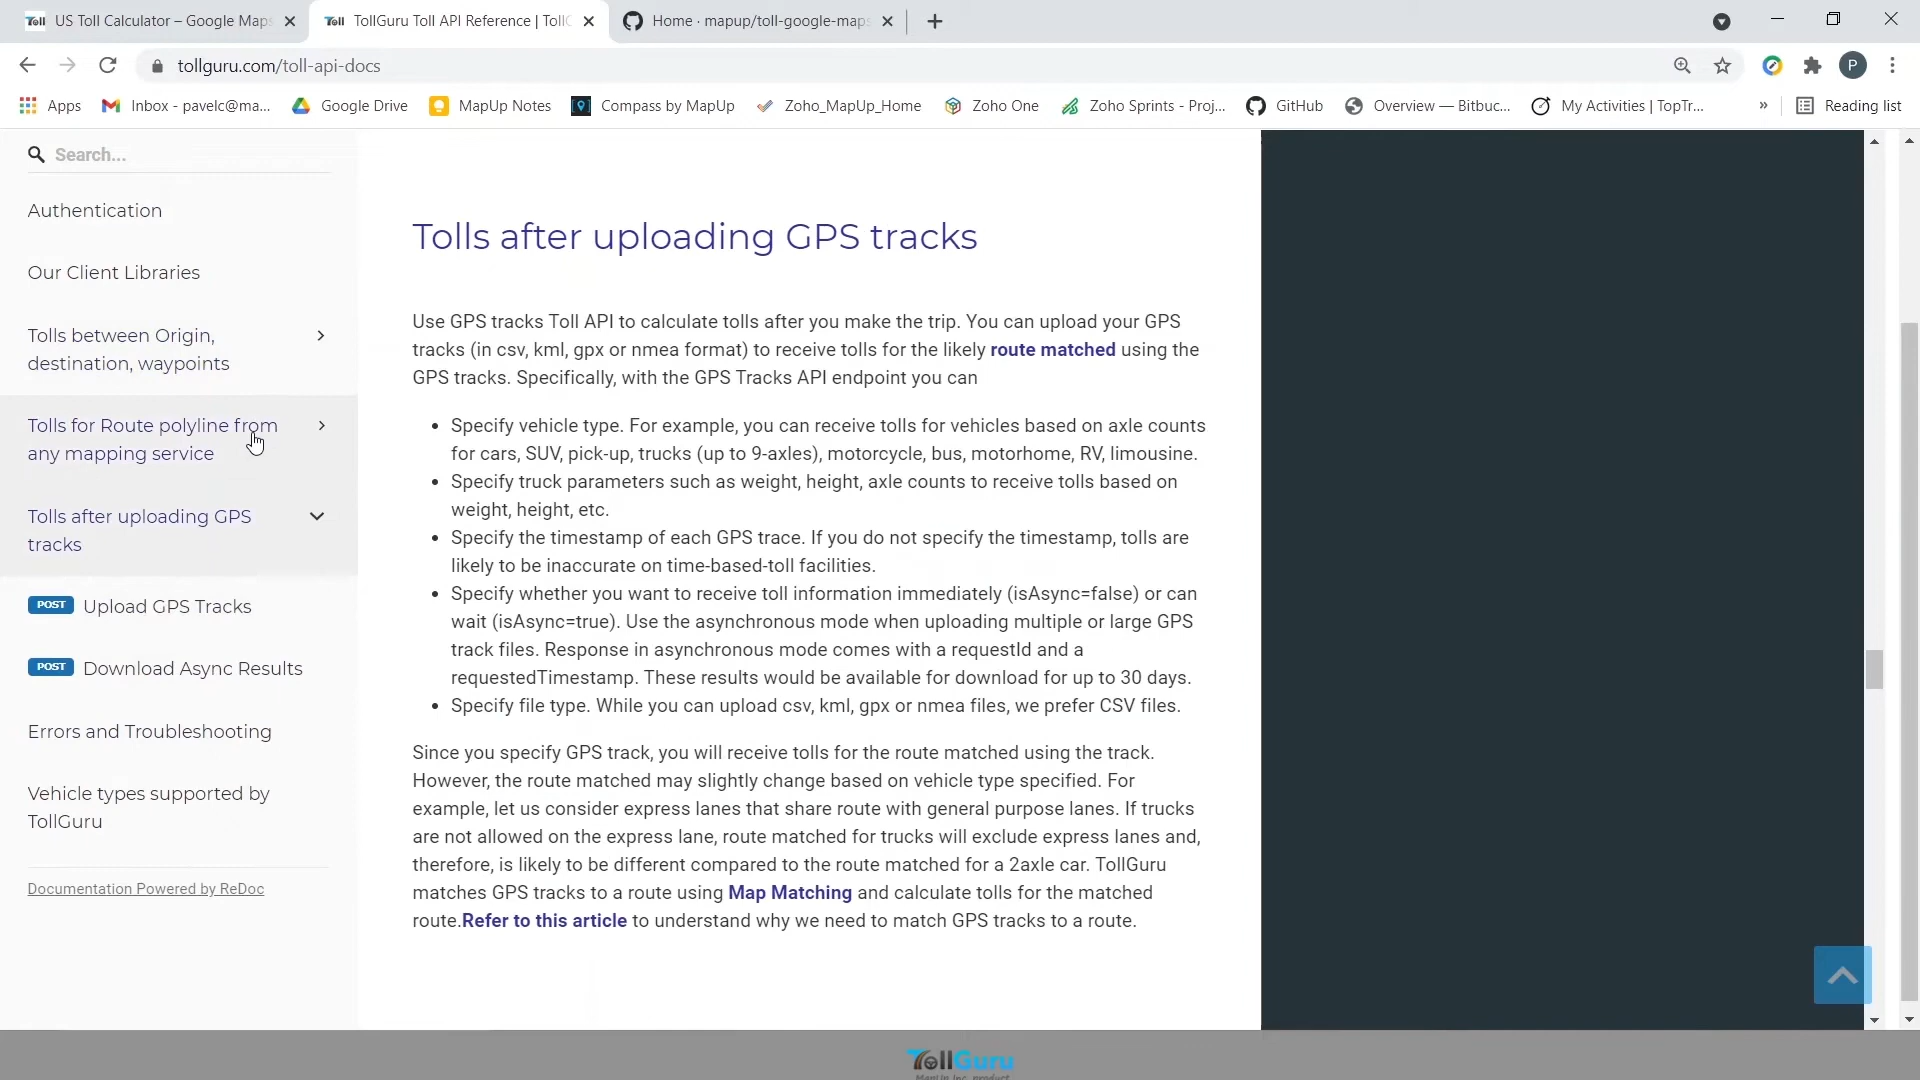 US Toll Calculator – Google Maps
TollGuru Toll API Reference | TollG
Home · mapup/toll-google-maps
tollguru.com/toll-api-docs
P
Apps
Inbox - pavelc@ma...
Google Drive
MapUp Notes
Compass by MapUp
Zoho_MapUp_Home
Zoho One
Zoho Sprints - Proj...
GitHub
Overview — Bitbuc...
My Activities | TopTr...
»
Reading list
Search...
Authentication
Our Client Libraries
Tolls between Origin,
destination, waypoints
Tolls for Route polyline from
any mapping service
Tolls after uploading GPS
tracks
POST Upload GPS Tracks
POST Download Async Results
Errors and Troubleshooting
Vehicle types supported by
TollGuru
Documentation Powered by ReDoc
Tolls after uploading GPS tracks
Use GPS tracks Toll API to calculate tolls after you make the trip. You can upload your GPS
tracks (in csv, kml, gpx or nmea format) to receive tolls for the likely route matched using the
GPS tracks. Specifically, with the GPS Tracks API endpoint you can
• Specify vehicle type. For example, you can receive tolls for vehicles based on axle counts
for cars, SUV, pick-up, trucks (up to 9-axles), motorcycle, bus, motorhome, RV, limousine.
• Specify truck parameters such as weight, height, axle counts to receive tolls based on
weight, height, etc.
• Specify the timestamp of each GPS trace. If you do not specify the timestamp, tolls are
likely to be inaccurate on time-based-toll facilities.
• Specify whether you want to receive toll information immediately (isAsync=false) or can
wait (isAsync=true). Use the asynchronous mode when uploading multiple or large GPS
track files. Response in asynchronous mode comes with a requestId and a
requestedTimestamp. These results would be available for download for up to 30 days.
• Specify file type. While you can upload csv, kml, gpx or nmea files, we prefer CSV files.
Since you specify GPS track, you will receive tolls for the route matched using the track.
However, the route matched may slightly change based on vehicle type specified. For
example, let us consider express lanes that share route with general purpose lanes. If trucks
are not allowed on the express lane, route matched for trucks will exclude express lanes and,
therefore, is likely to be different compared to the route matched for a 2axle car. TollGuru
matches GPS tracks to a route using Map Matching and calculate tolls for the matched
route.Refer to this article to understand why we need to match GPS tracks to a route.
TollGuru
MapUp Inc. product